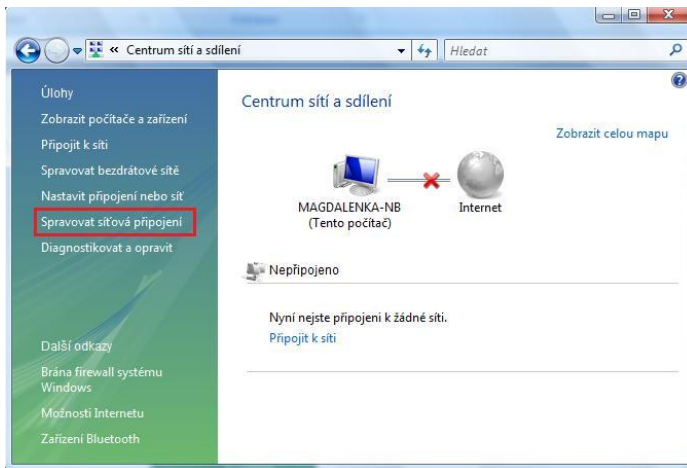 « Centrum sítí a sdílení
Hledat
Úlohy
Zobrazit počítače a zařízení
Připojit k síti
Spravovat bezdrátové sítě
Nastavit připojení nebo síť
Spravovat síťová připojení
Diagnostikovat a opravit
Další odkazy
Brána firewall systému
Windows
Možnosti Internetu
Zařízení Bluetooth
Centrum sítí a sdílení
Zobrazit celou mapu
MAGDALENKA-NB
(Tento počítač)
Internet
Nepřipojeno
Nyní nejste připojeni k žádné síti.
Připojit k síti